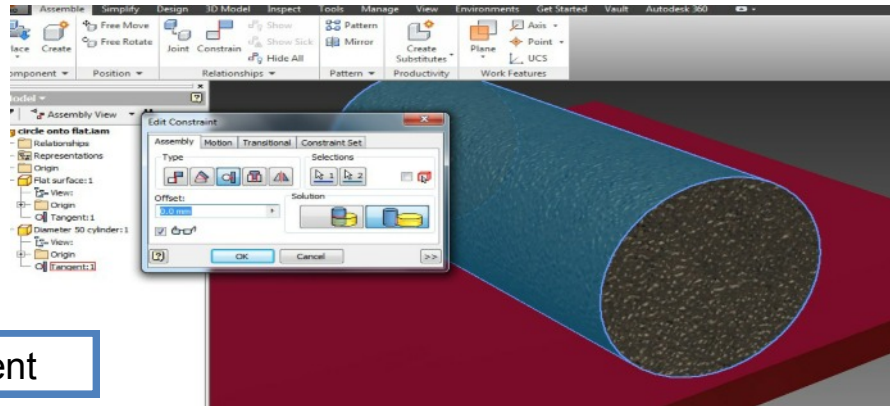 Assemble Simplify Design 3D Model Inspect Tools Manage View Environments Get Started Vault Autodesk 360
Free Move
Free Rotate
Create
Joint Constrain
Show
Show Sick
Hide All
Pattern
Mirror
Create Substitutes
Plane
Axis
Point
UCS
Position Relationships Pattern Productivity Work Features
Assembly View
circle onto flat.iam
Relationships
Representations
Origin
Flat surface:1
View:
Origin
Tangent:1
Diameter 50 cylinder:1
View:
Origin
Tangent:1
Edit Constraint
Assembly Motion Transitional Constraint Set
Type Selections
1 2
Offset: Solution
0.0 mm
OK Cancel >>